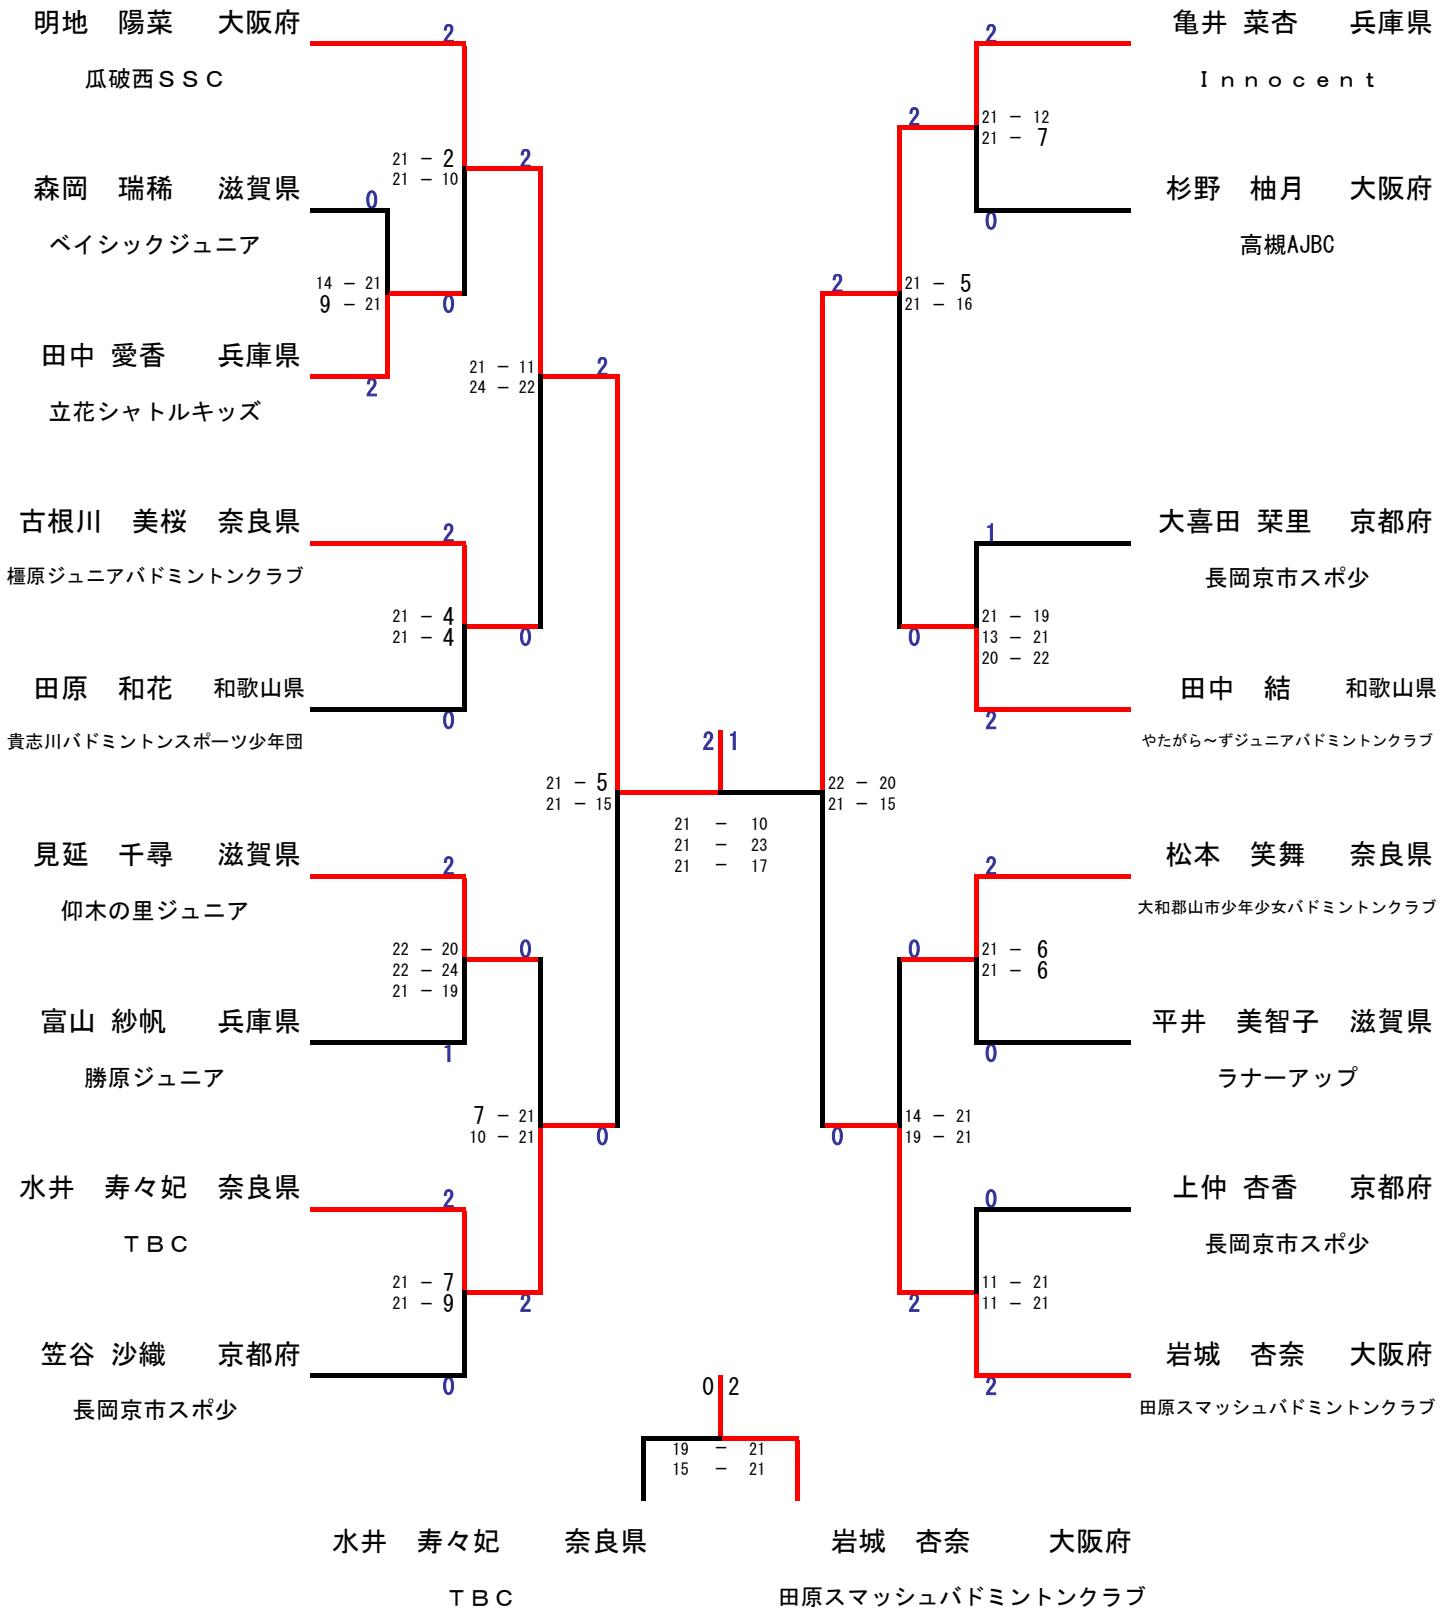 明地　陽菜　大阪府
2
瓜破西ＳＳＣ
21 − 2
21 − 10
2
森岡　瑞稀　滋賀県
0
ベイシックジュニア
14 − 21
9 − 21
0
田中 愛香　兵庫県
2
立花シャトルキッズ
21 − 11
24 − 22
2
古根川　美桜　奈良県
2
橿原ジュニアバドミントンクラブ
21 − 4
21 − 4
0
田原　和花　和歌山県
0
貴志川バドミントンスポーツ少年団
21 − 5
21 − 15
見延　千尋　滋賀県
2
仰木の里ジュニア
22 − 20
22 − 24
21 − 19
0
富山 紗帆　兵庫県
1
勝原ジュニア
7 − 21
10 − 21
0
水井　寿々妃　奈良県
2
ＴＢＣ
21 − 7
21 − 9
2
笠谷 沙織　京都府
0
長岡京市スポ少
2 1
21 − 10
21 − 23
21 − 17
亀井 菜杏　兵庫県
2
Ｉｎｎｏｃｅｎｔ
2
21 − 12
21 − 7
杉野　柚月　大阪府
0
高槻AJBC
2
21 − 5
21 − 16
大喜田 栞里　京都府
1
長岡京市スポ少
0
21 − 19
13 − 21
20 − 22
田中　結　和歌山県
2
やたがら〜ずジュニアバドミントンクラブ
22 − 20
21 − 15
松本　笑舞　奈良県
2
大和郡山市少年少女バドミントンクラブ
0
21 − 6
21 − 6
平井　美智子　滋賀県
0
ラナーアップ
0
14 − 21
19 − 21
上仲 杏香　京都府
0
長岡京市スポ少
2
11 − 21
11 − 21
岩城　杏奈　大阪府
2
田原スマッシュバドミントンクラブ
0 2
19 − 21
15 − 21
水井　寿々妃　奈良県
岩城　杏奈　大阪府
ＴＢＣ
田原スマッシュバドミントンクラブ